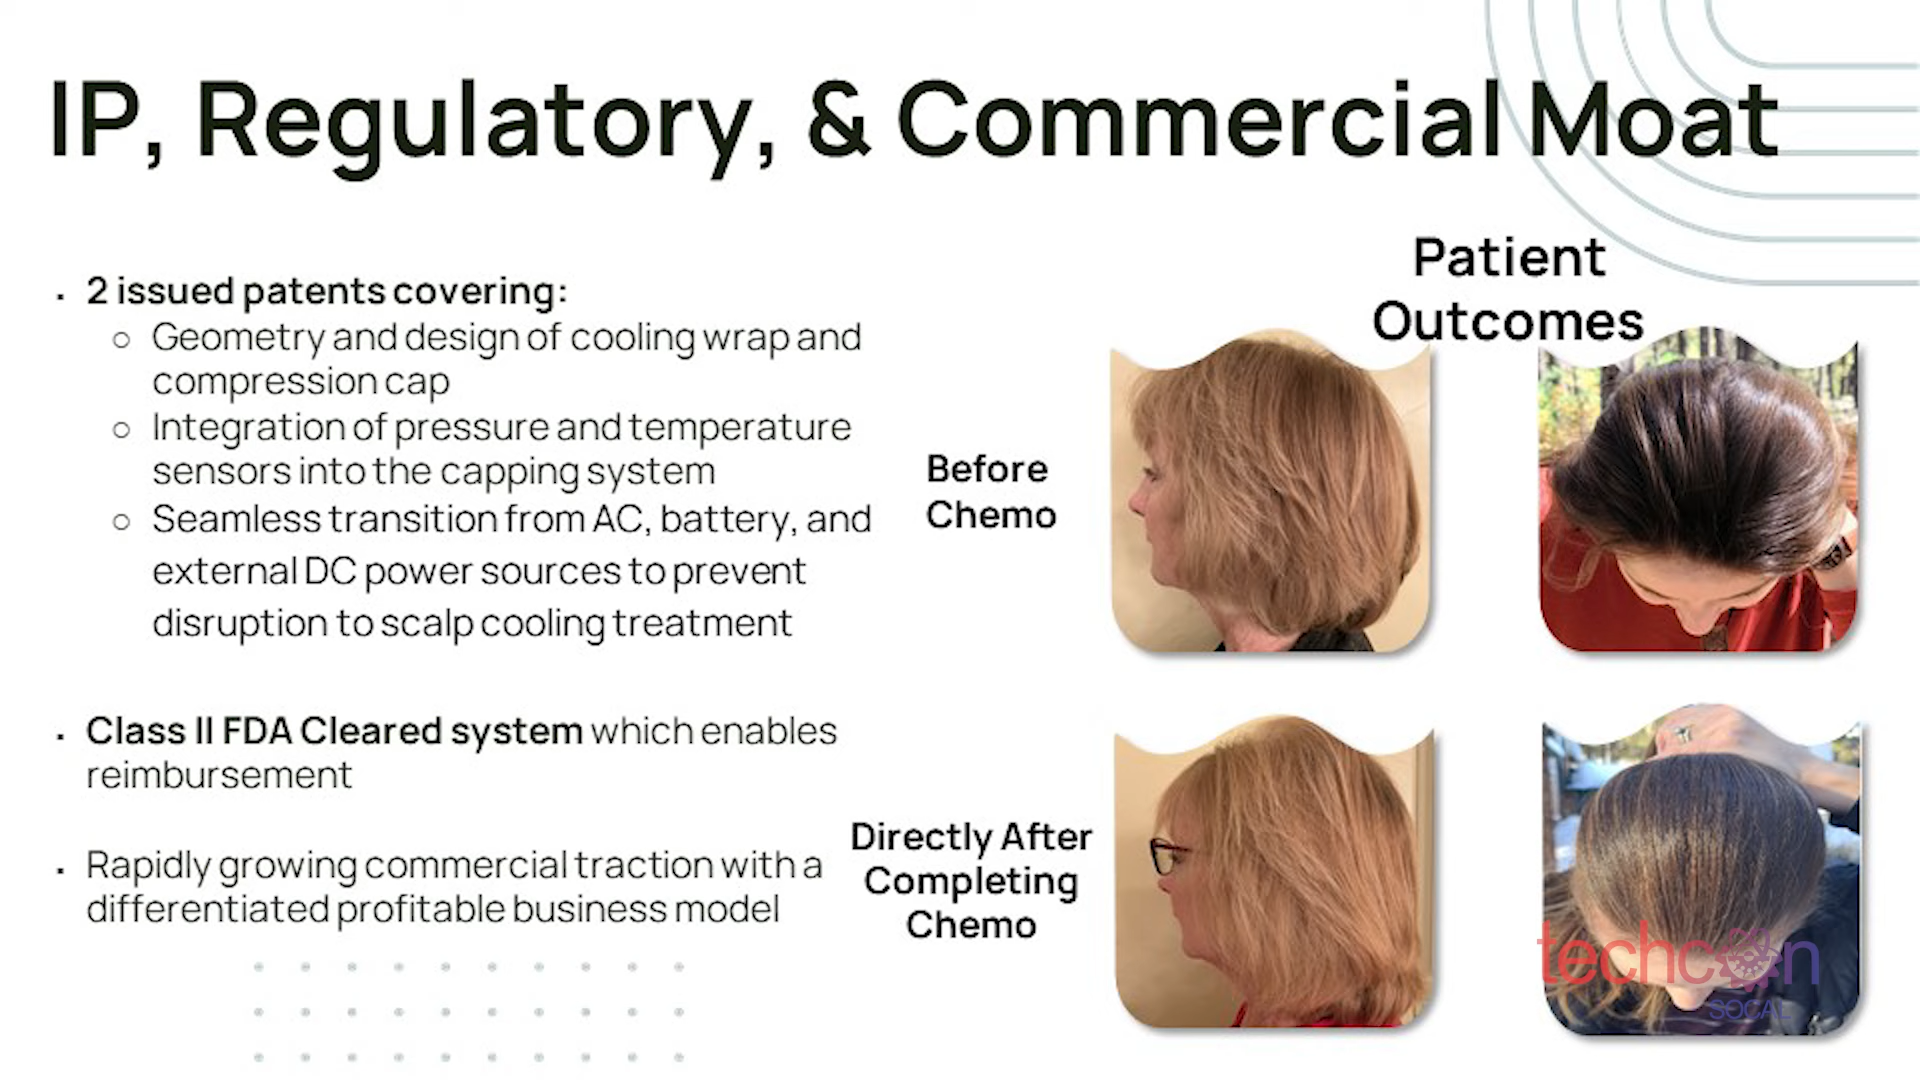 IP, Regulatory, & Commercial Moat
▪ 2 issued patents covering:
○ Geometry and design of cooling wrap and
compression cap
○ Integration of pressure and temperature
sensors into the capping system
○ Seamless transition from AC, battery, and
external DC power sources to prevent
disruption to scalp cooling treatment
▪ Class II FDA Cleared system which enables
reimbursement
▪ Rapidly growing commercial traction with a
differentiated profitable business model
Patient
Outcomes
Before
Chemo
Directly After
Completing
Chemo
techcon
SOCAL